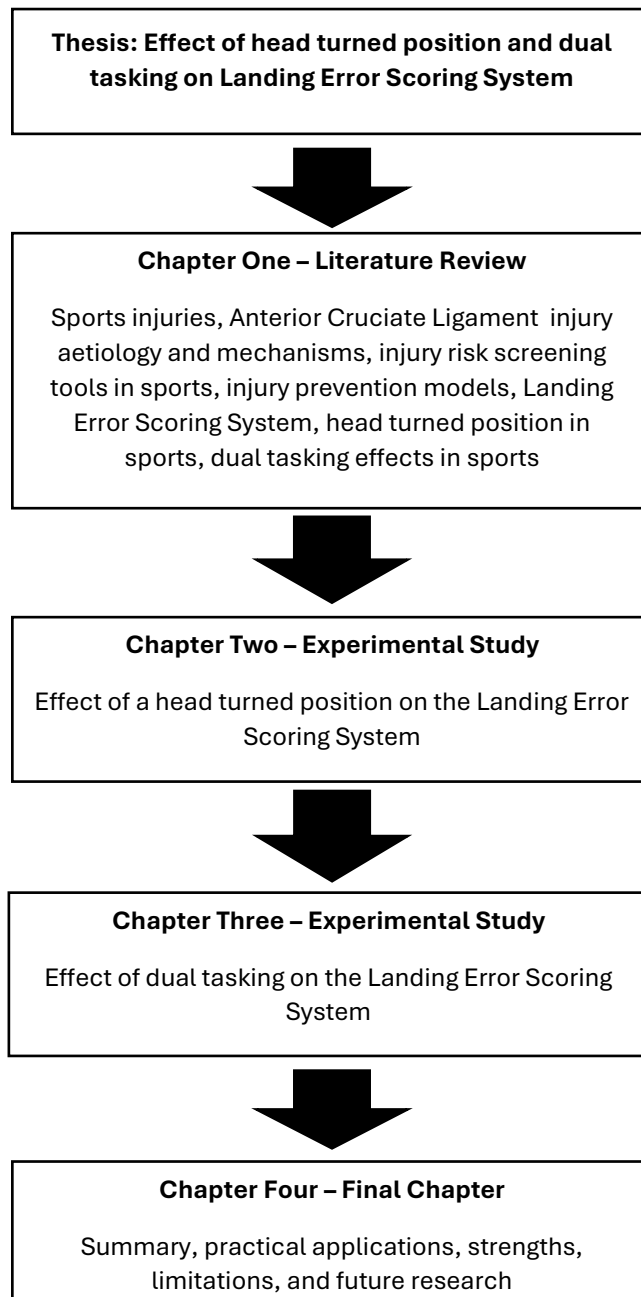 Thesis: Effect of head turned position and dual
tasking on Landing Error Scoring System
Chapter One – Literature Review
Sports injuries, Anterior Cruciate Ligament  injury
aetiology and mechanisms, injury risk screening
tools in sports, injury prevention models, Landing
Error Scoring System, head turned position in
sports, dual tasking effects in sports
Chapter Two – Experimental Study
Effect of a head turned position on the Landing Error
Scoring System
Chapter Three – Experimental Study
Effect of dual tasking on the Landing Error Scoring
System
Chapter Four – Final Chapter
Summary, practical applications, strengths,
limitations, and future research